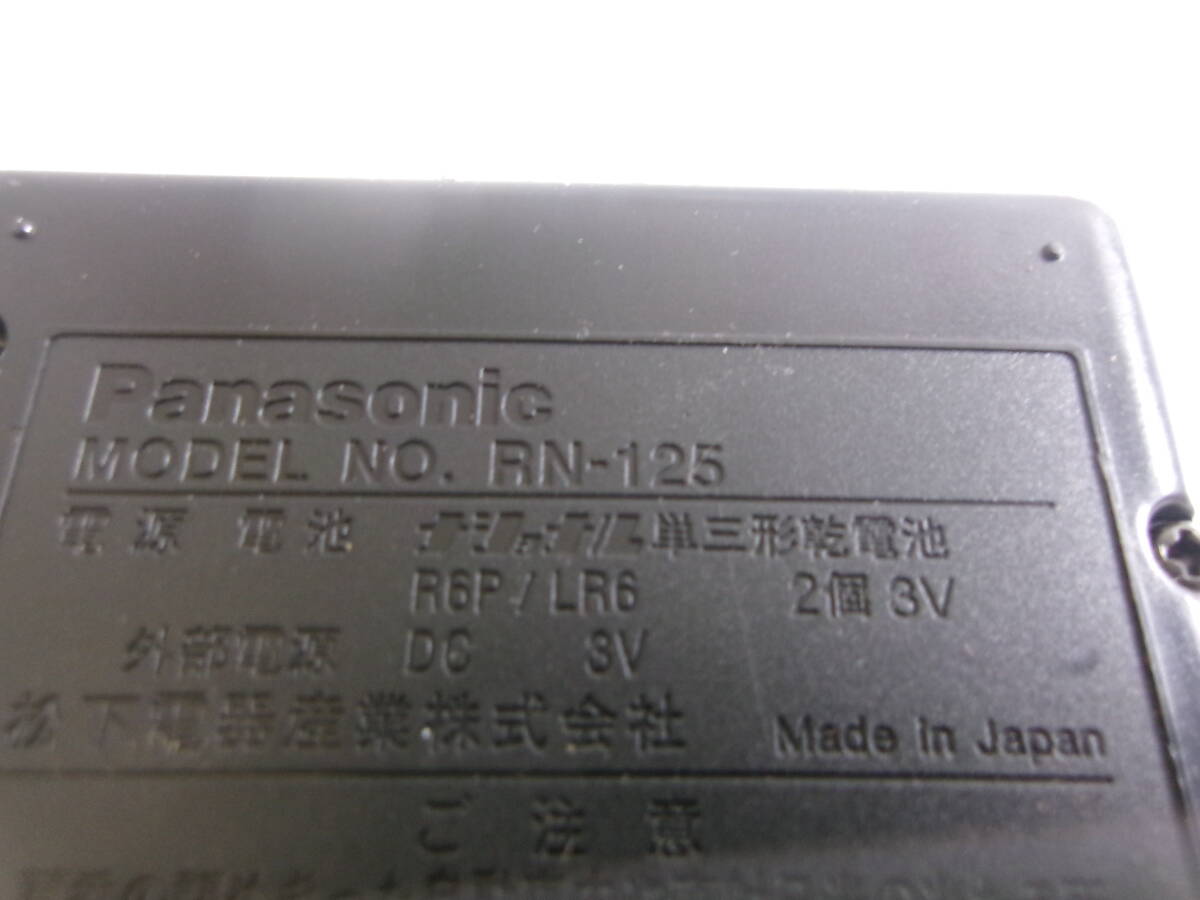 Panasonic
MODEL NO. RN-125
電源 電池 ナショナル単三形乾電池
R6P/LR6 2個 3V
外部電源 DC 3V
松下電器産業株式会社 Made in Japan
ご注意